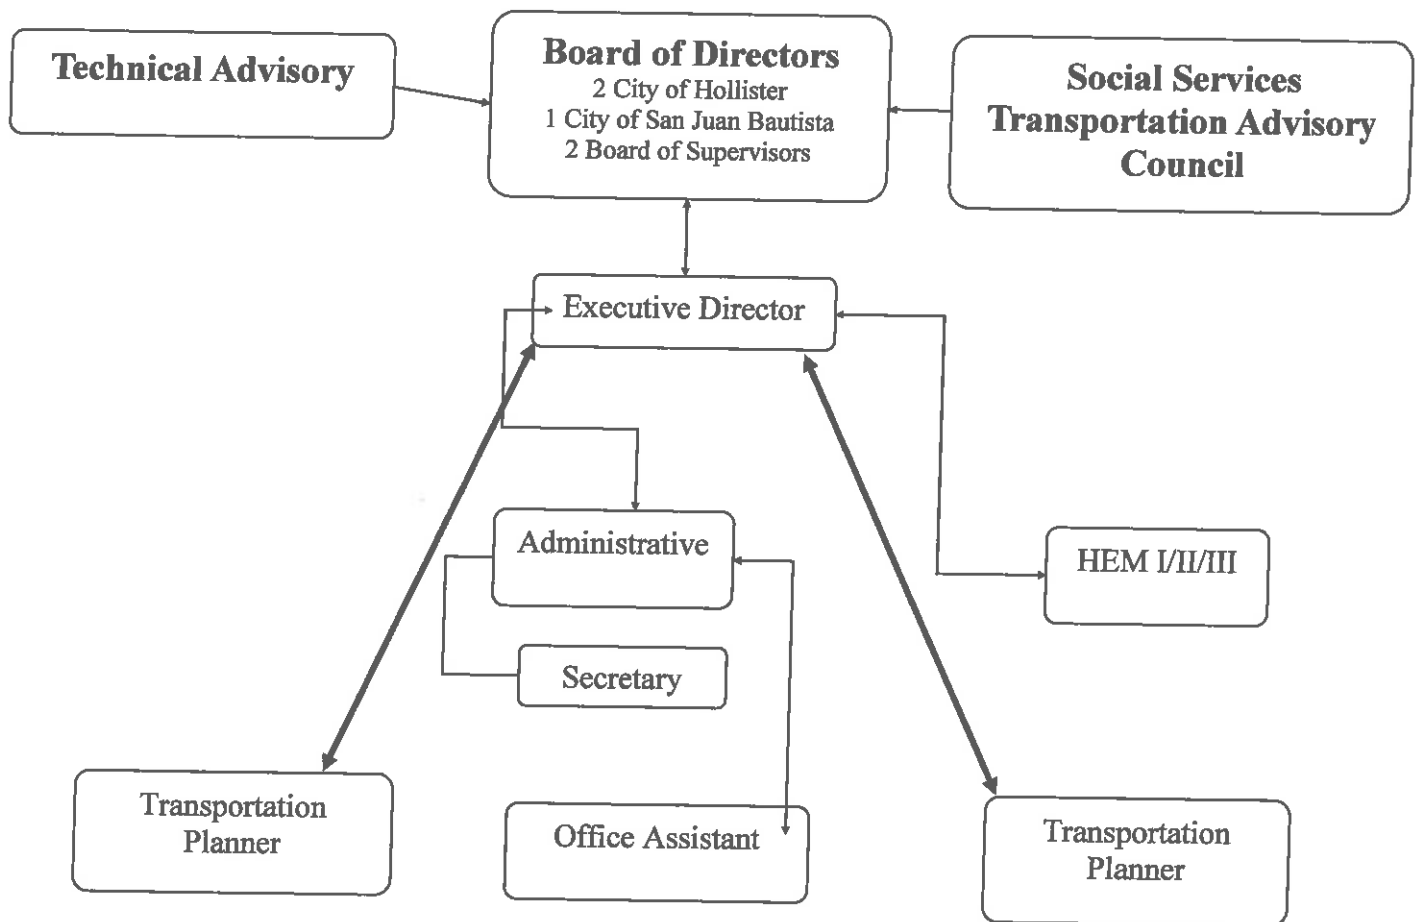 Technical Advisory
Board of Directors
2 City of Hollister
1 City of San Juan Bautista
2 Board of Supervisors
Social Services
Transportation Advisory
Council
Executive Director
Administrative
HEM I/II/III
Secretary
Transportation
Planner
Office Assistant
Transportation
Planner